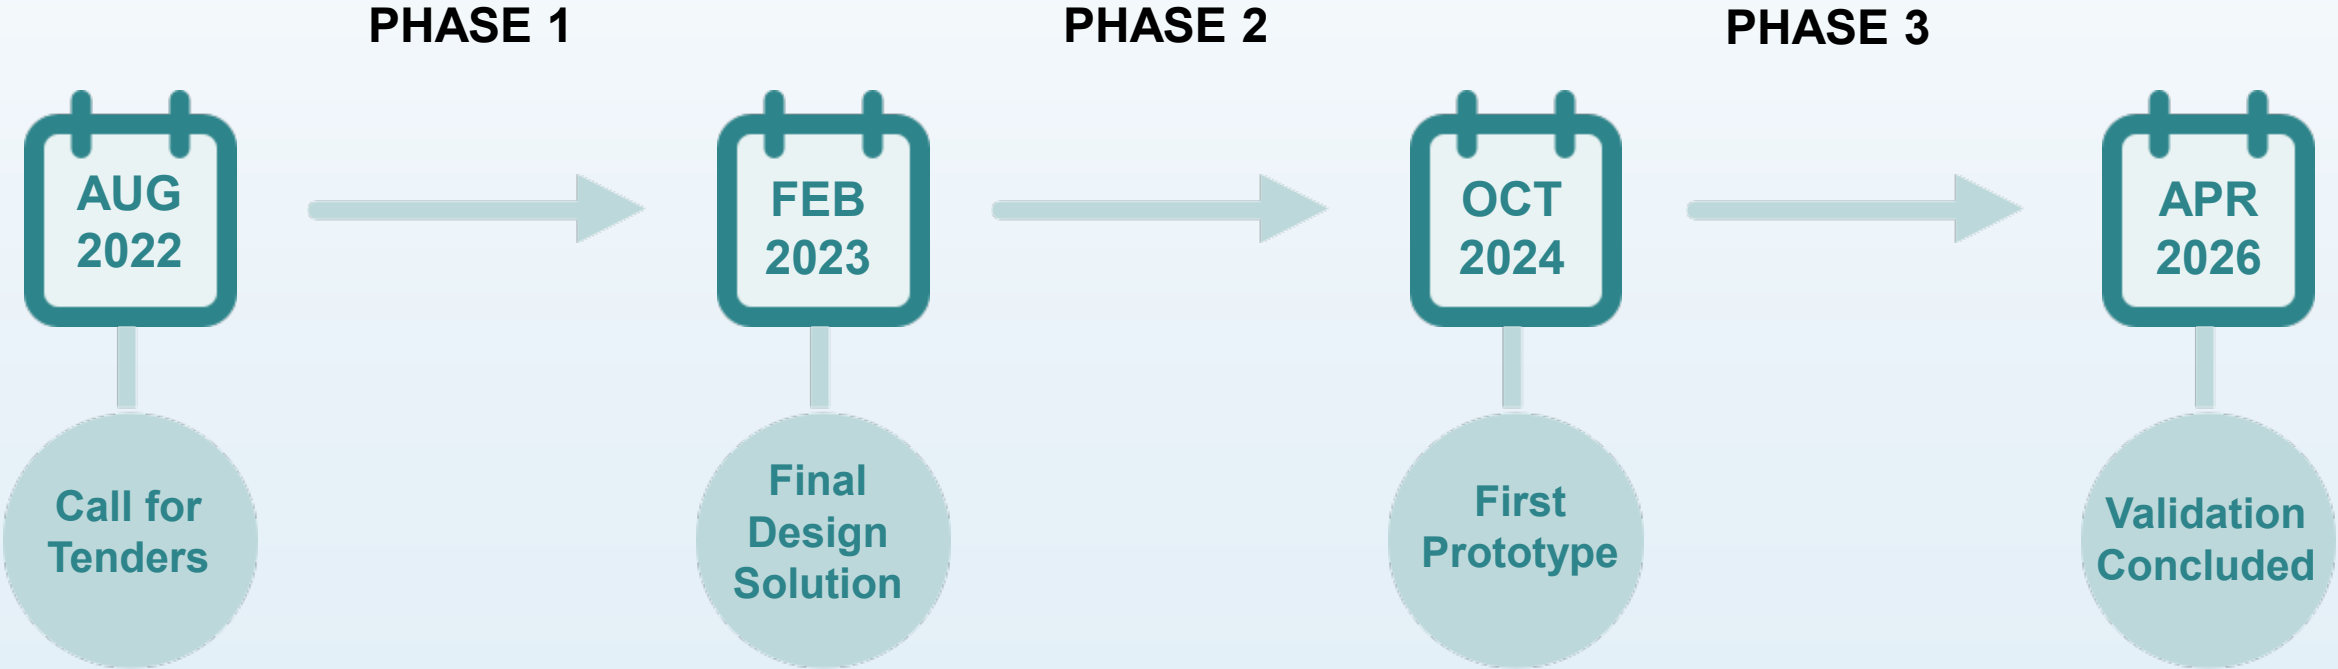 PHASE 1
PHASE 2
PHASE 3
AUG
2022
FEB
2023
OCT
2024
APR
2026
Call for
Tenders
Final
Design
Solution
First
Prototype
Validation
Concluded